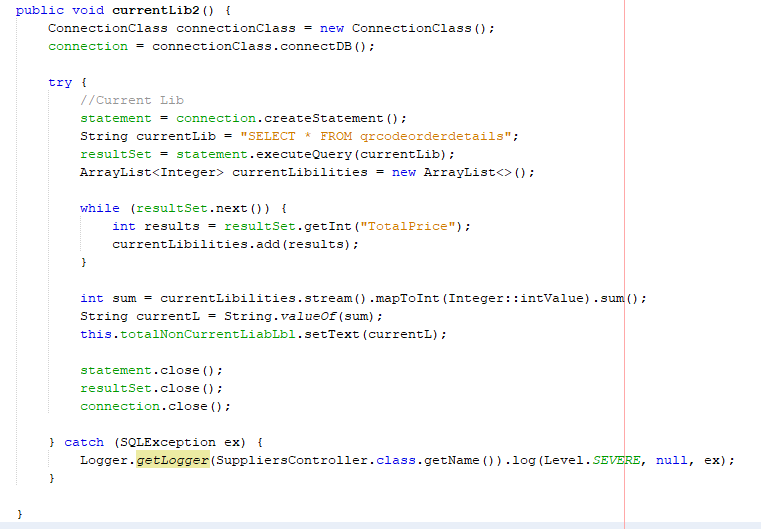 public void currentLib2() {
    ConnectionClass connectionClass = new ConnectionClass();
    connection = connectionClass.connectDB();

    try {
        //Current Lib
        statement = connection.createStatement();
        String currentLib = "SELECT * FROM qrcodeorderdetails";
        resultSet = statement.executeQuery(currentLib);
        ArrayList<Integer> currentLibilities = new ArrayList<>();

        while (resultSet.next()) {
            int results = resultSet.getInt("TotalPrice");
            currentLibilities.add(results);
        }

        int sum = currentLibilities.stream().mapToInt(Integer::intValue).sum();
        String currentL = String.valueOf(sum);
        this.totalNonCurrentLiabLbl.setText(currentL);

        statement.close();
        resultSet.close();
        connection.close();

    } catch (SQLException ex) {
        Logger.getLogger(SuppliersController.class.getName()).log(Level.SEVERE, null, ex);
    }

}